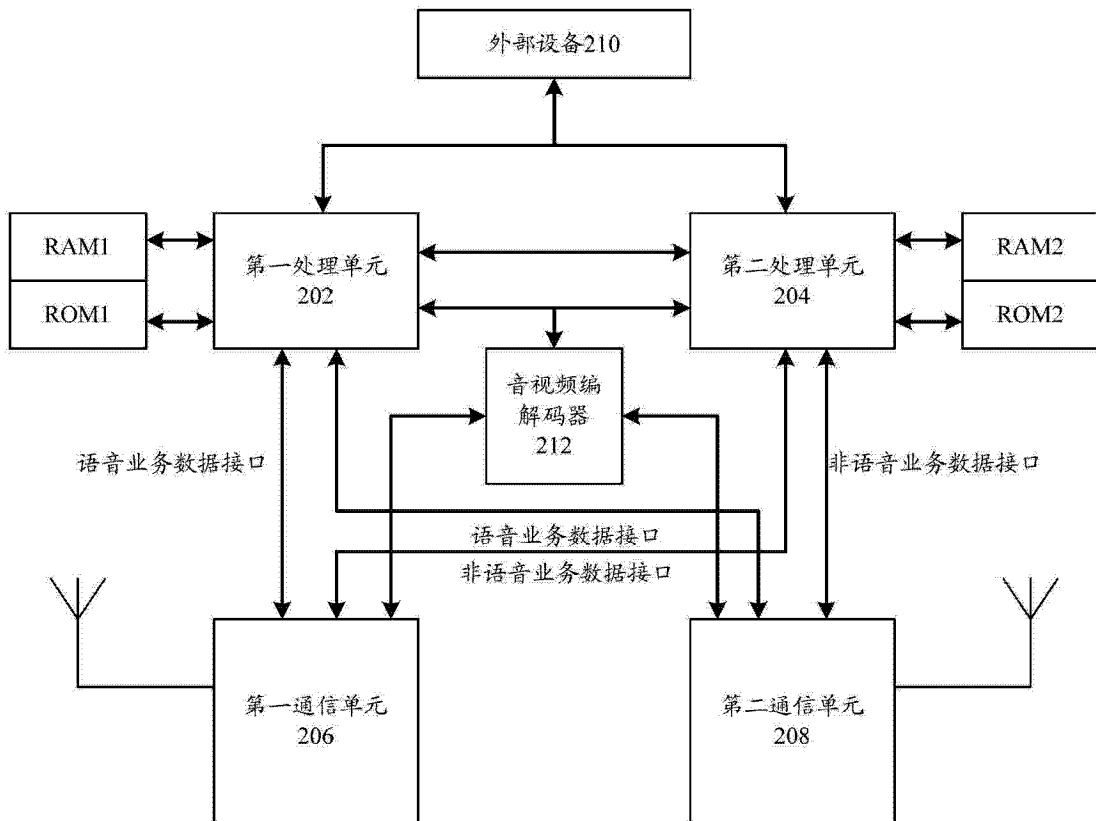 外部设备210
RAM1
ROM1
第一处理单元
202
第二处理单元
204
RAM2
ROM2
音视频编
解码器
212
语音业务数据接口
非语音业务数据接口
语音业务数据接口
非语音业务数据接口
第一通信单元
206
第二通信单元
208